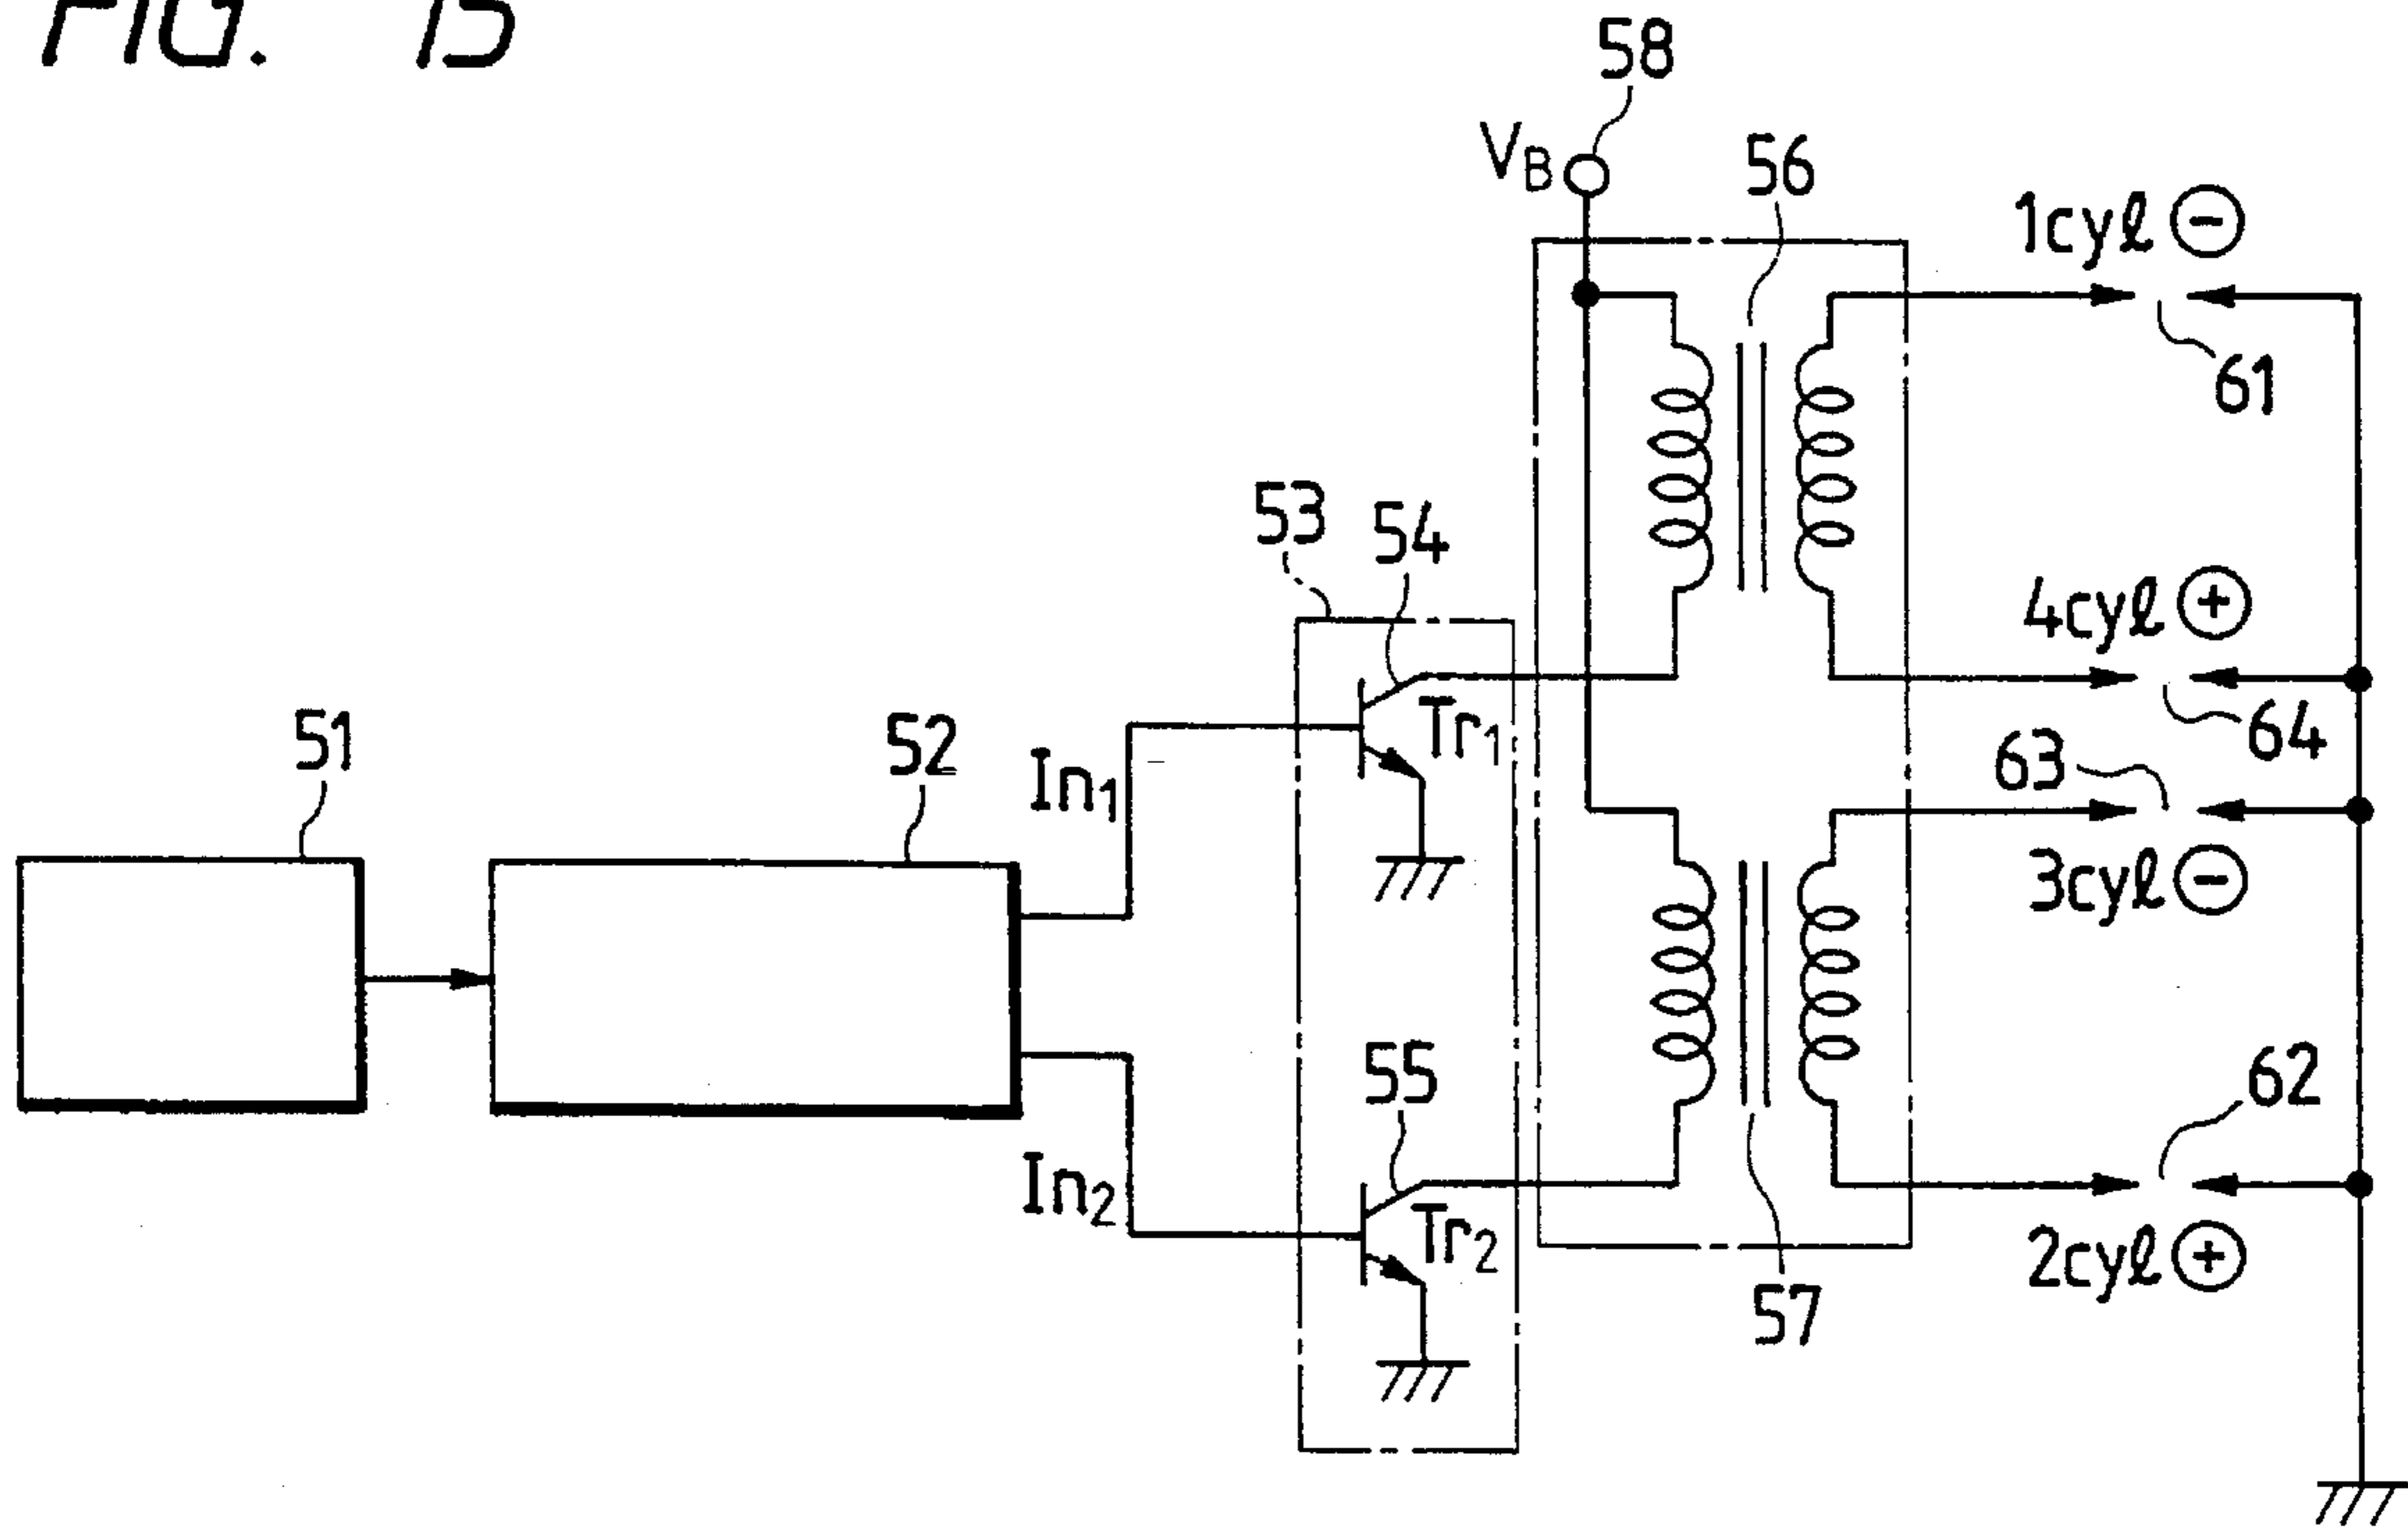 FIG. 15
58
VB
56
1cyl ⊖
61
53
54
4cyl ⊕
Tr1
64
51
52
In1
63
3cyl ⊖
55
62
In2
Tr2
2cyl ⊕
57